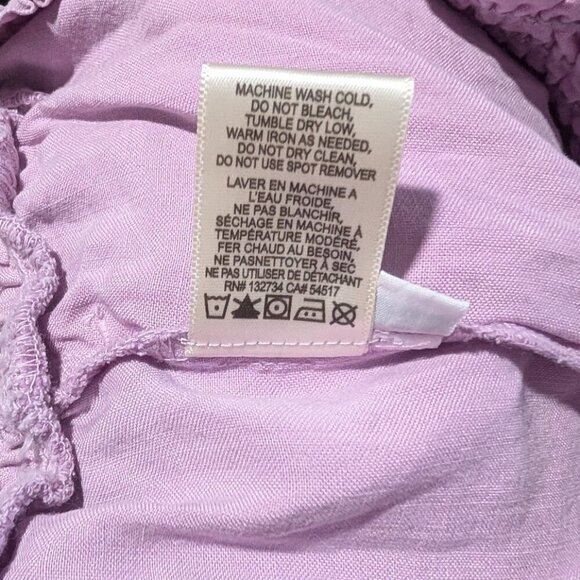 MACHINE WASH COLD,
DO NOT BLEACH,
TUMBLE DRY LOW,
WARM IRON AS NEEDED,
DO NOT DRY CLEAN,
DO NOT USE SPOT REMOVER
LAVER EN MACHINE A
L'EAU FROIDE,
NE PAS BLANCHIR,
SÉCHAGE EN MACHINE À
TEMPÉRATURE MODÉRÉ,
FER CHAUD AU BESOIN,
NE PASNETTOYER À SEC
NE PAS UTILISER DE DÉTACHANT
RN# 132734 CA# 54517